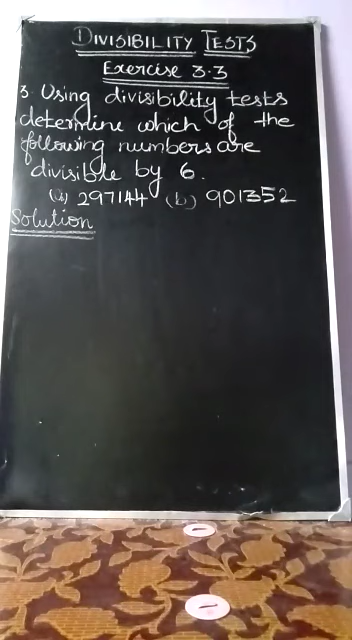 DIVISIBILITY TESTS
Exercise 3.3
3. Using divisibility tests
determine which of the
following numbers are
divisible by 6.
(a) 297144 (b) 901352
Solution